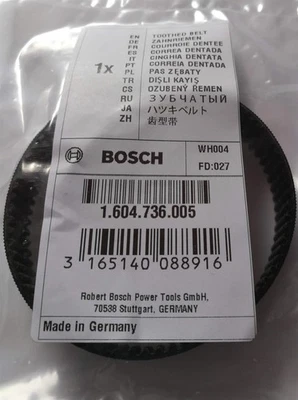 1x
EN TOOTHED BELT
DE ZAHNRIEMEN
FR COURROIE DENTEE
ES CORREA DENTADA
IT CINGHIA DENTATA
PT CORREIA DENTADA
PL PAS ZĘBATY
TR DİŞLİ KAYIŞ
CS OZUBENÝ ŘEMEN
RU ЗУБЧАТЫЙ
JA ハツキベルト
ZH 齿型带
BOSCH
WH004
FD:027
1.604.736.005
3 165140 088916
Robert Bosch Power Tools GmbH,
70538 Stuttgart, GERMANY
Made in Germany